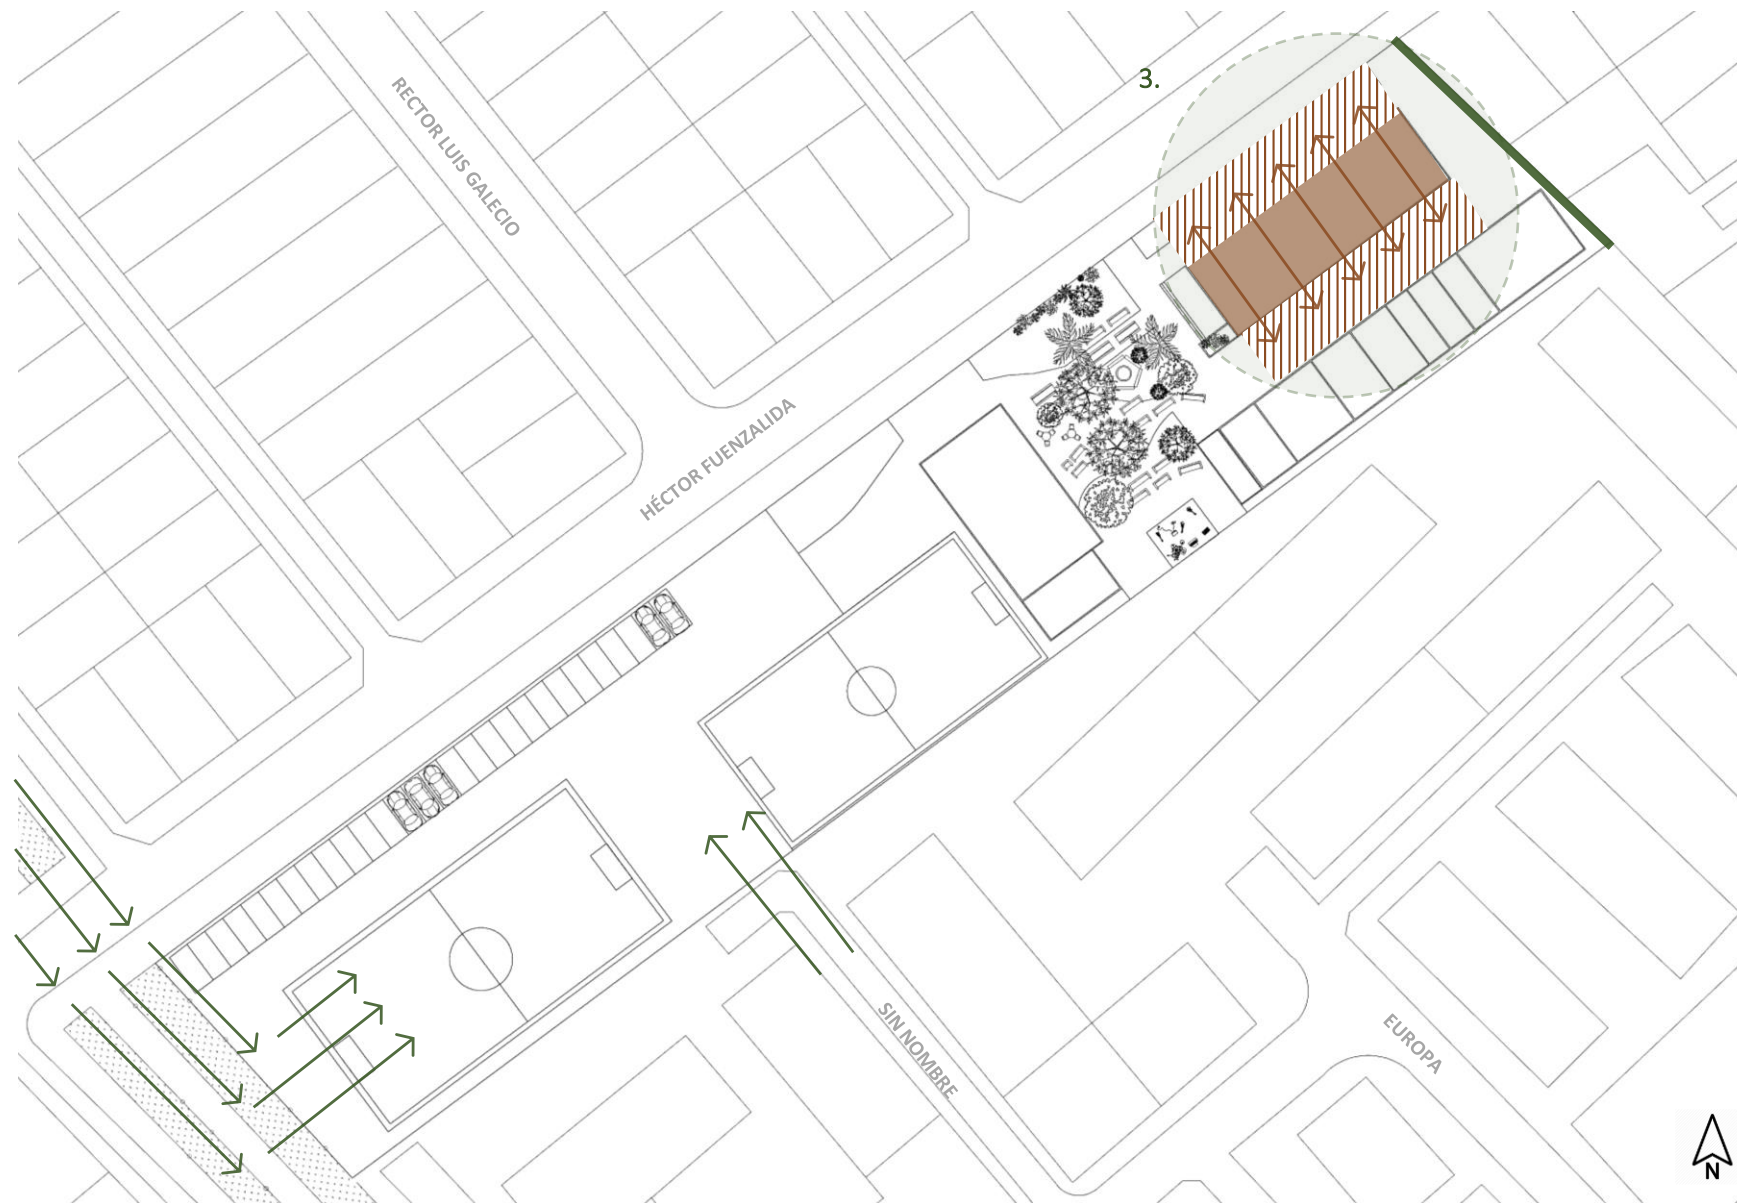 3.
RECTOR LUIS GALECIO
HÉCTOR FUENZALIDA
SIN NOMBRE
EUROPA
N